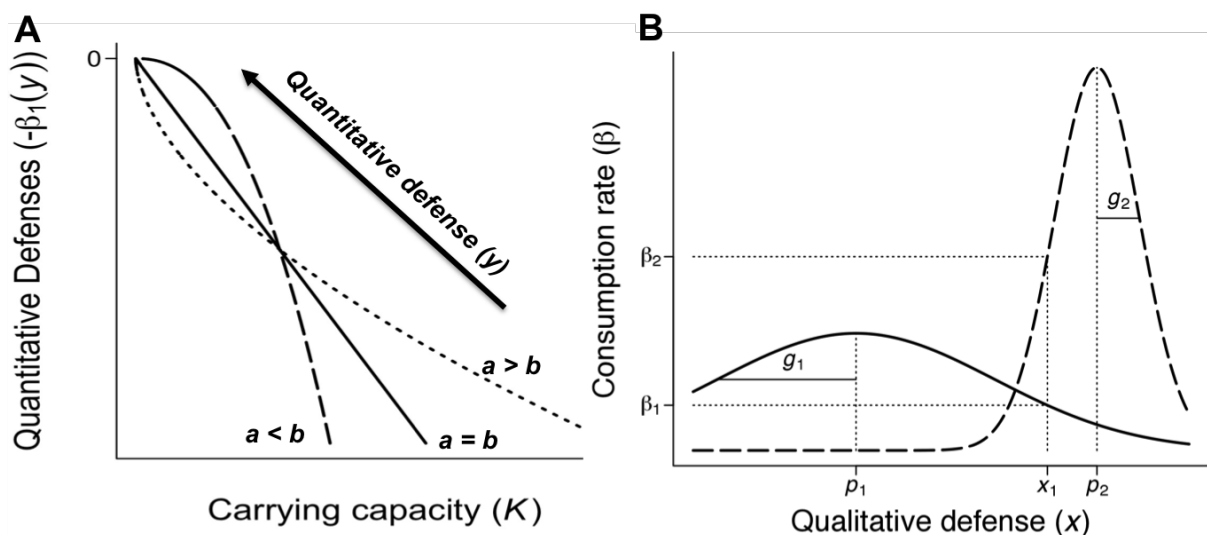 A
Quantitative Defenses (-β₁(y))
0
Quantitative defense (y)
a > b
a < b
a = b
Carrying capacity (K)
B
Consumption rate (β)
β₂
β₁
g₁
g₂
p₁
x₁
p₂
Qualitative defense (x)